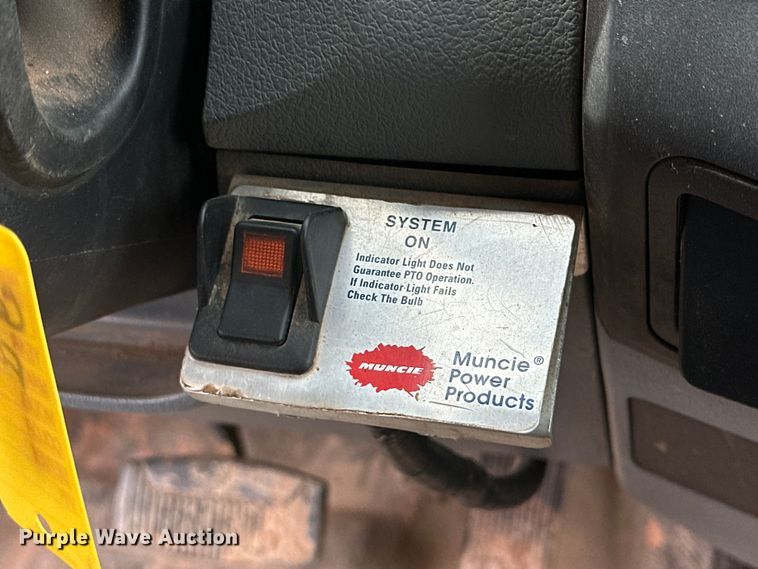 SYSTEM
ON
Indicator Light Does Not
Guarantee PTO Operation.
If Indicator Light Fails
Check The Bulb
MUNCIE
Muncie®
Power
Products
Purple Wave Auction